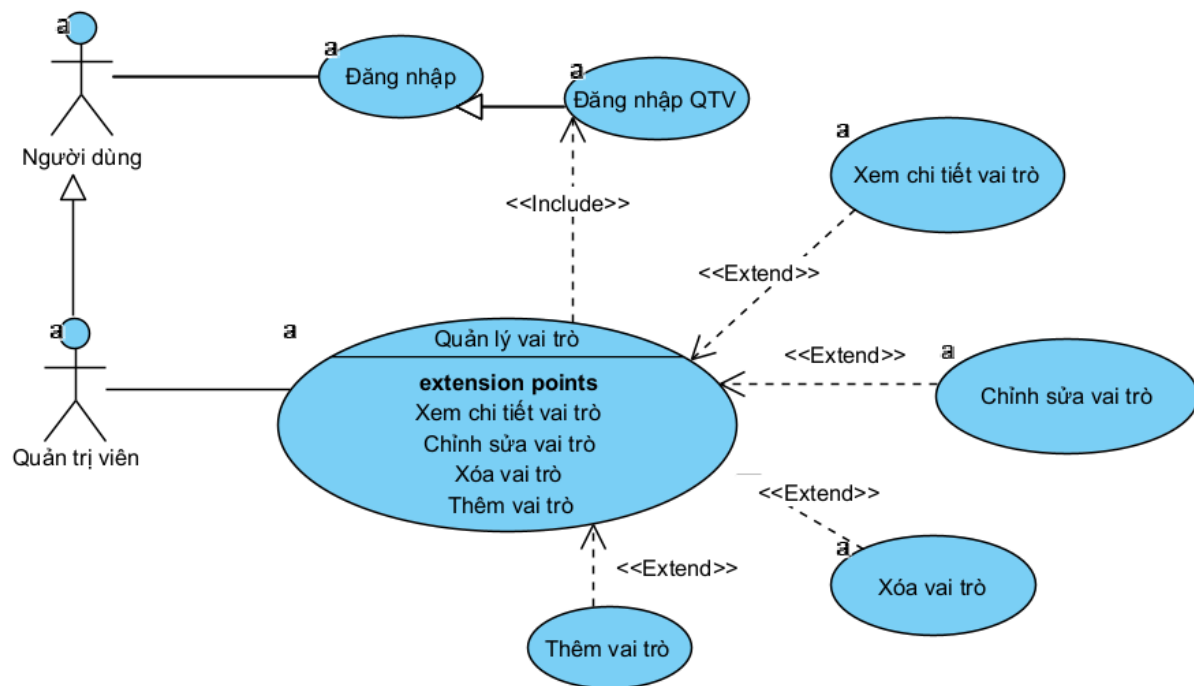 a
a
Đăng nhập
a
Đăng nhập QTV
Người dùng
a
Xem chi tiết vai trò
<<Include>>
<<Extend>>
a
a
Quản lý vai trò
<<Extend>>
a
Chỉnh sửa vai trò
extension points
Xem chi tiết vai trò
Chỉnh sửa vai trò
Xóa vai trò
Thêm vai trò
Quản trị viên
<<Extend>>
a
Xóa vai trò
<<Extend>>
Thêm vai trò